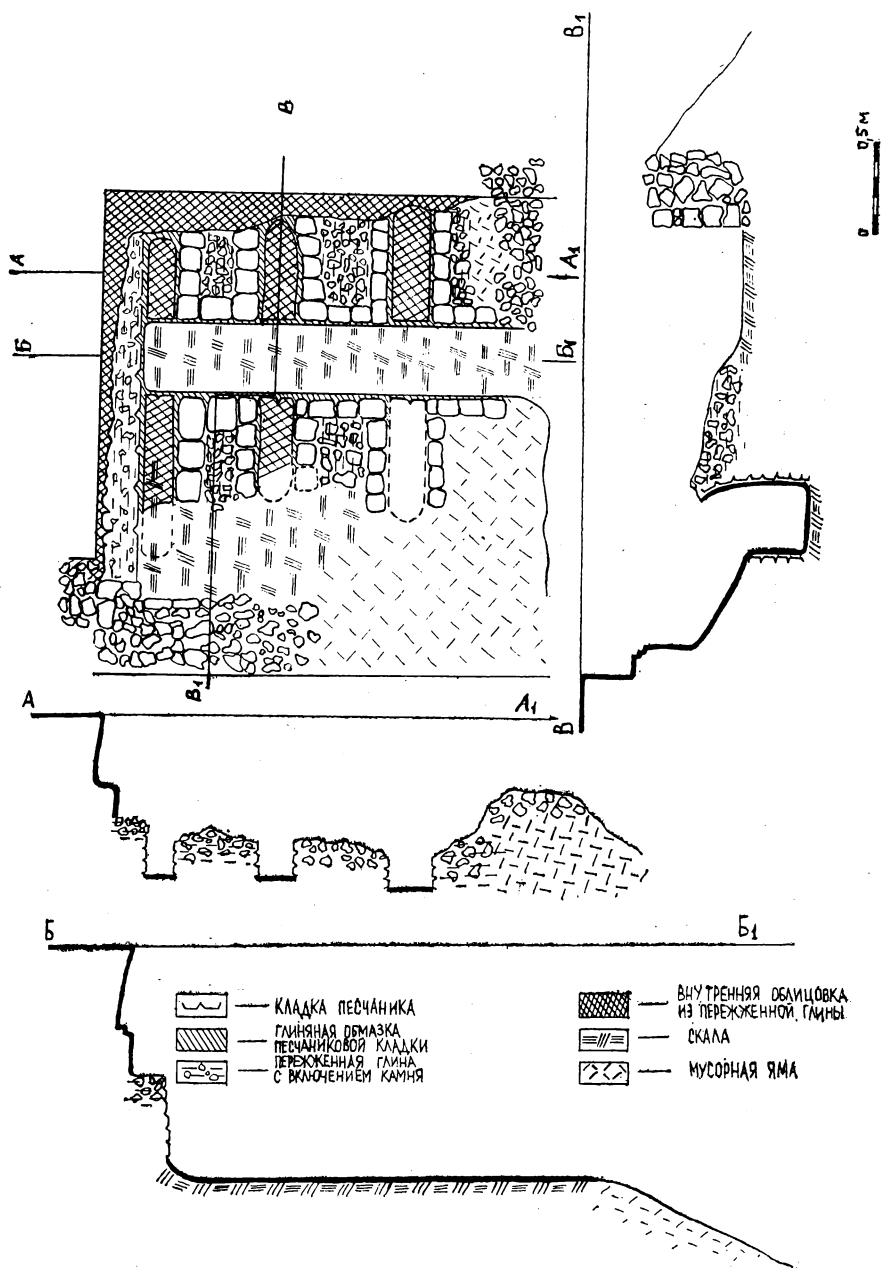 В1
0,5 м
0
В
А
А1
Б
Б1
В1
А
А1
В
Б
Б1
КЛАДКА ПЕСЧАНИКА
ГЛИНЯНАЯ ОБМАЗКА
ПЕСЧАНИКОВОЙ КЛАДКИ
ПЕРЕЖЖЕННАЯ ГЛИНА
С ВКЛЮЧЕНИЕМ КАМНЯ
ВНУТРЕННЯЯ ОБЛИЦОВКА
ИЗ ПЕРЕЖЖЕННОЙ ГЛИНЫ
СКАЛА
МУСОРНАЯ ЯМА